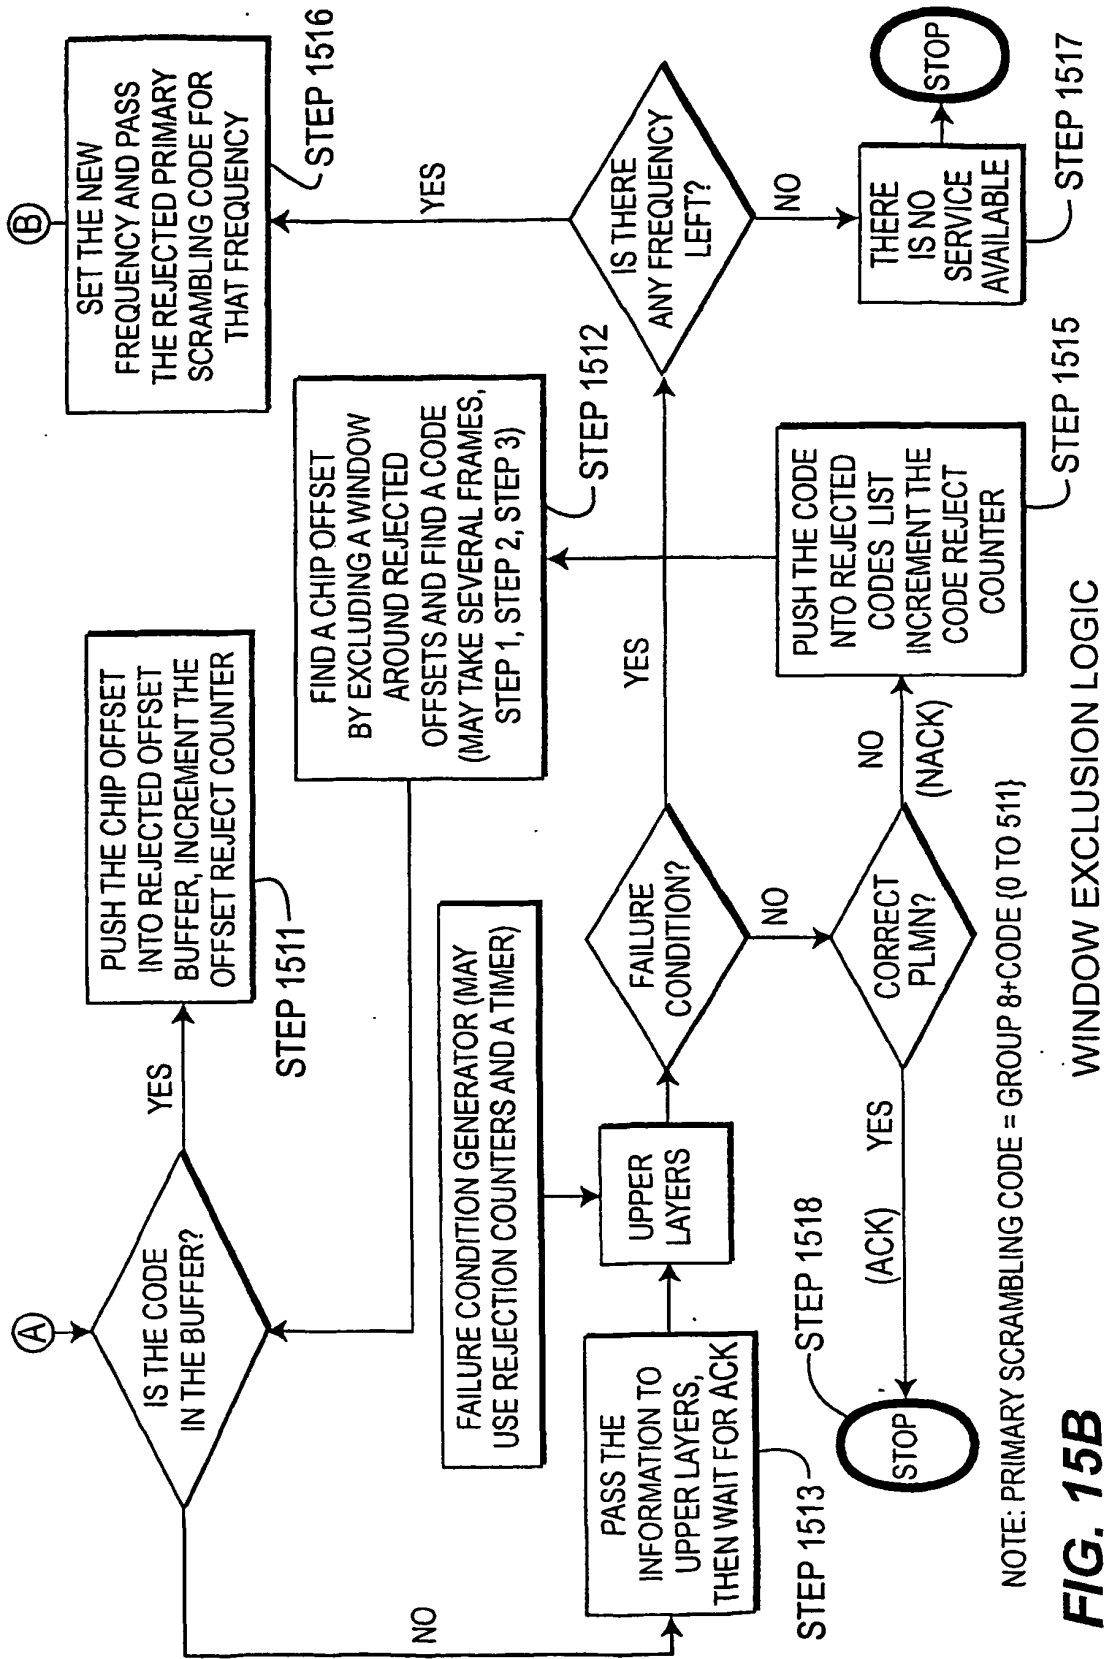 A
IS THE CODE
IN THE BUFFER?
YES
NO
PUSH THE CHIP OFFSET
INTO REJECTED OFFSET
BUFFER, INCREMENT THE
OFFSET REJECT COUNTER
STEP 1511
B
SET THE NEW
FREQUENCY AND PASS
THE REJECTED PRIMARY
SCRAMBLING CODE FOR
THAT FREQUENCY
STEP 1516
FIND A CHIP OFFSET
BY EXCLUDING A WINDOW
AROUND REJECTED
OFFSETS AND FIND A CODE
(MAY TAKE SEVERAL FRAMES,
STEP 1, STEP 2, STEP 3)
STEP 1512
FAILURE CONDITION GENERATOR (MAY
USE REJECTION COUNTERS AND A TIMER)
PASS THE
INFORMATION TO
UPPER LAYERS,
THEN WAIT FOR ACK
STEP 1513
UPPER
LAYERS
FAILURE
CONDITION?
YES
NO
IS THERE
ANY FREQUENCY
LEFT?
YES
NO
THERE
IS NO
SERVICE
AVAILABLE
STEP 1517
STOP
CORRECT
PLMN?
NO
(NACK)
YES
(ACK)
PUSH THE CODE
NTO REJECTED
CODES LIST
INCREMENT THE
CODE REJECT
COUNTER
STEP 1515
STOP
STEP 1518
NOTE: PRIMARY SCRAMBLING CODE = GROUP 8+CODE {0 TO 511}
WINDOW EXCLUSION LOGIC
FIG. 15B